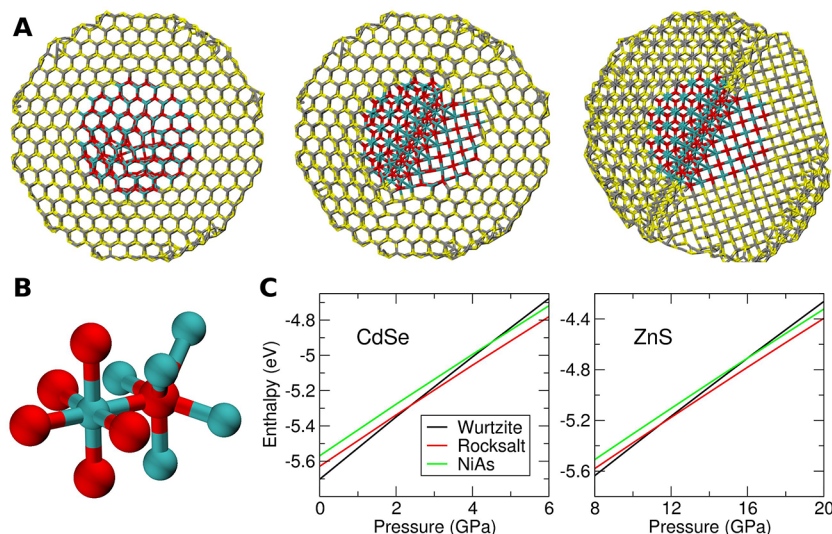 A
B
C
CdSe
ZnS
Enthalpy (eV)
-4.8
-5
-5.2
-5.4
-5.6
-4.4
-4.8
-5.2
-5.6
Wurtzite
Rocksalt
NiAs
0 2 4 6
8 12 16 20
Pressure (GPa)
Pressure (GPa)